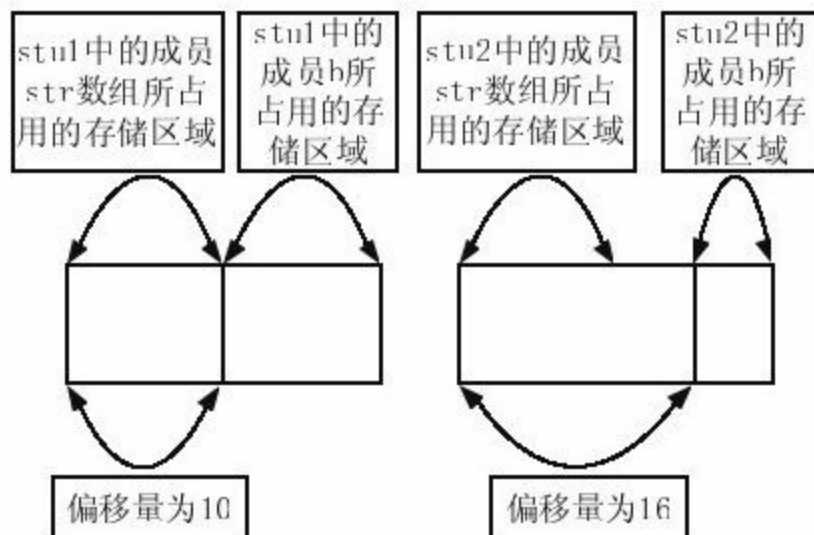 stu1中的成员
str数组所占
用的存储区域
stu1中的
成员b所
占用的存
储区域
stu2中的成员
str数组所占
用的存储区域
stu2中的
成员b所
占用的存
储区域
偏移量为10
偏移量为16